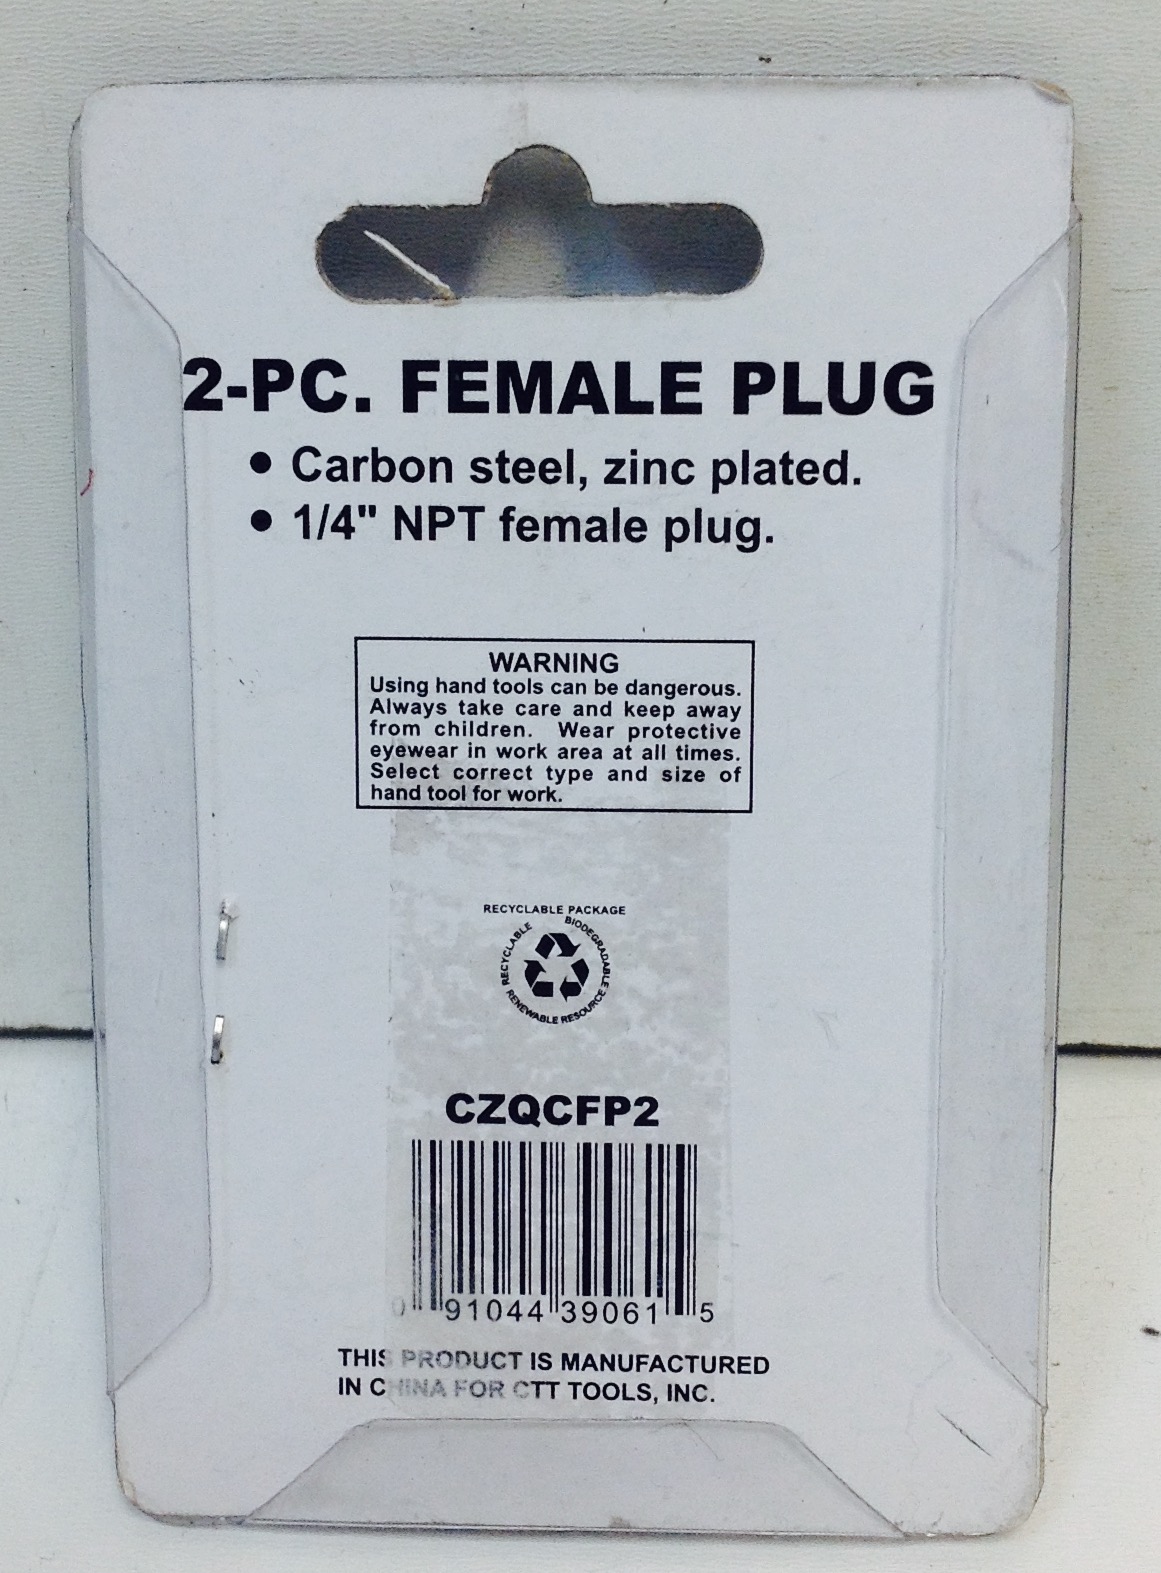 2-PC. FEMALE PLUG
• Carbon steel, zinc plated.
• 1/4" NPT female plug.
WARNING
Using hand tools can be dangerous.
Always take care and keep away
from children. Wear protective
eyewear in work area at all times.
Select correct type and size of
hand tool for work.
RECYCLABLE PACKAGE
RECYCLABLE
BIODEGRADABLE
RENEWABLE RESOURCE
CZQCFP2
0 91044 39061 5
THIS PRODUCT IS MANUFACTURED
IN CHINA FOR CTT TOOLS, INC.